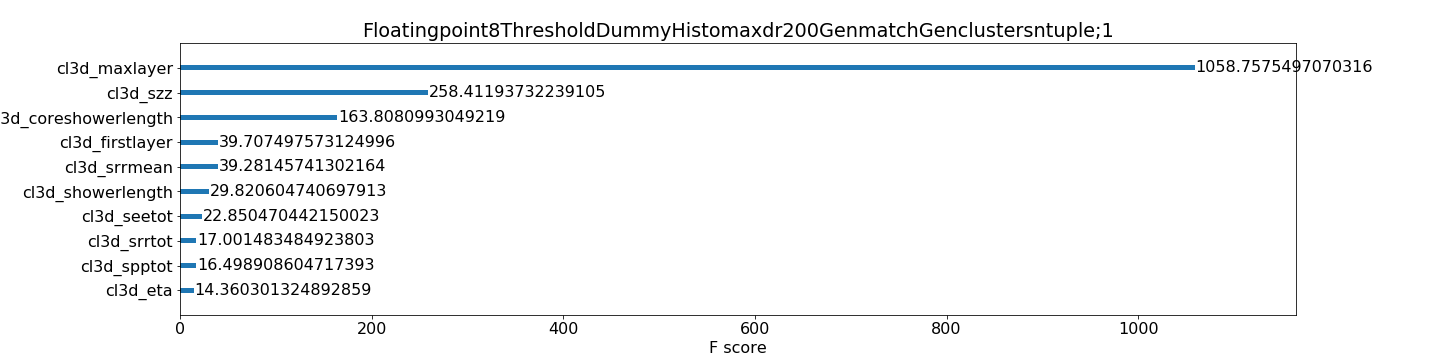 Floatingpoint8ThresholdDummyHistomaxdr200GenmatchGenclustersntuple;1
cl3d_maxlayer 1058.7575497070316
cl3d_szz 258.41193732239105
3d_coreshowerlength 163.8080993049219
cl3d_firstlayer 39.707497573124996
cl3d_srrmean 39.28145741302164
cl3d_showerlength 29.820604740697913
cl3d_seetot 22.850470442150023
cl3d_srrtot 17.001483484923803
cl3d_spptot 16.498908604717393
cl3d_eta 14.360301324892859
0 200 400 600 800 1000
F score